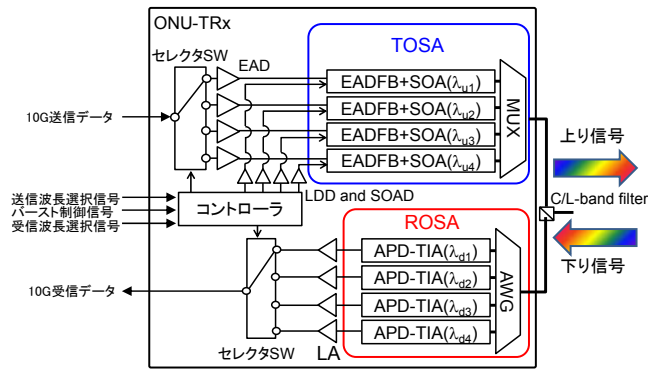 ONU-TRx
セレクタSW
EAD
TOSA
EADFB+SOA(λu1)
EADFB+SOA(λu2)
EADFB+SOA(λu3)
EADFB+SOA(λu4)
MUX
10G送信データ
上り信号
LDD and SOAD
C/L-band filter
送信波長選択信号
バースト制御信号
受信波長選択信号
コントローラ
ROSA
APD-TIA(λd1)
APD-TIA(λd2)
APD-TIA(λd3)
APD-TIA(λd4)
AWG
下り信号
10G受信データ
セレクタSW
LA